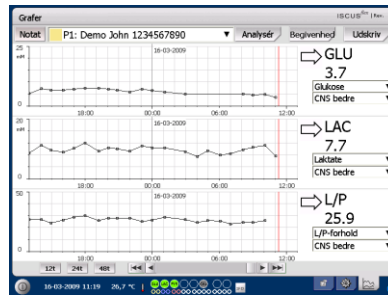 Grafer
ISCUS
Notat P1: Demo John 1234567890 Analysér Begivenhed Udskriv
25 16-03-2009 GLU
mM
3.7
Glukose
0 CNS bedre
18:00 00:00 06:00 12:00
20 16-03-2009 LAC
mM
7.7
Laktate
0 CNS bedre
18:00 00:00 06:00 12:00
50 16-03-2009 L/P
25.9
L/P-forhold
0 CNS bedre
18:00 00:00 06:00 12:00
12t 24t 48t
16-03-2009 11:19 26,7 °C